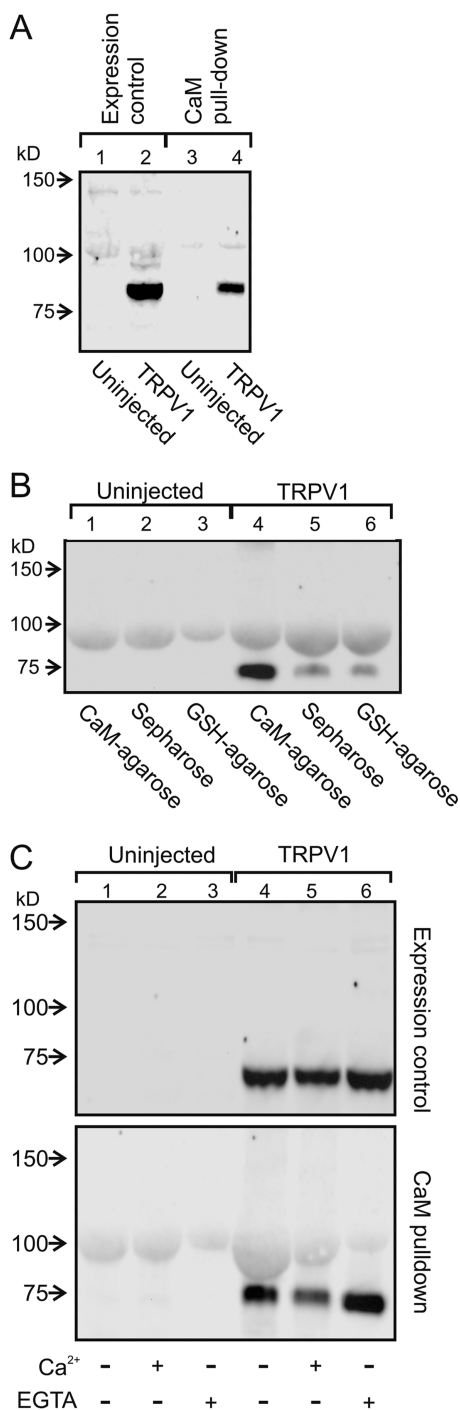 A
Expression control
CaM pull-down
kD
1 2 3 4
150
100
75
Uninjected
TRPV1
Uninjected
TRPV1
B
Uninjected TRPV1
1 2 3 4 5 6
kD
150
100
75
CaM-agarose
Sepharose
GSH-agarose
CaM-agarose
Sepharose
GSH-agarose
C
Uninjected TRPV1
kD
1 2 3 4 5 6
150
100
75
Expression control
150
100
75
CaM pulldown
Ca²⁺ - + - - + -
EGTA - - + - - +